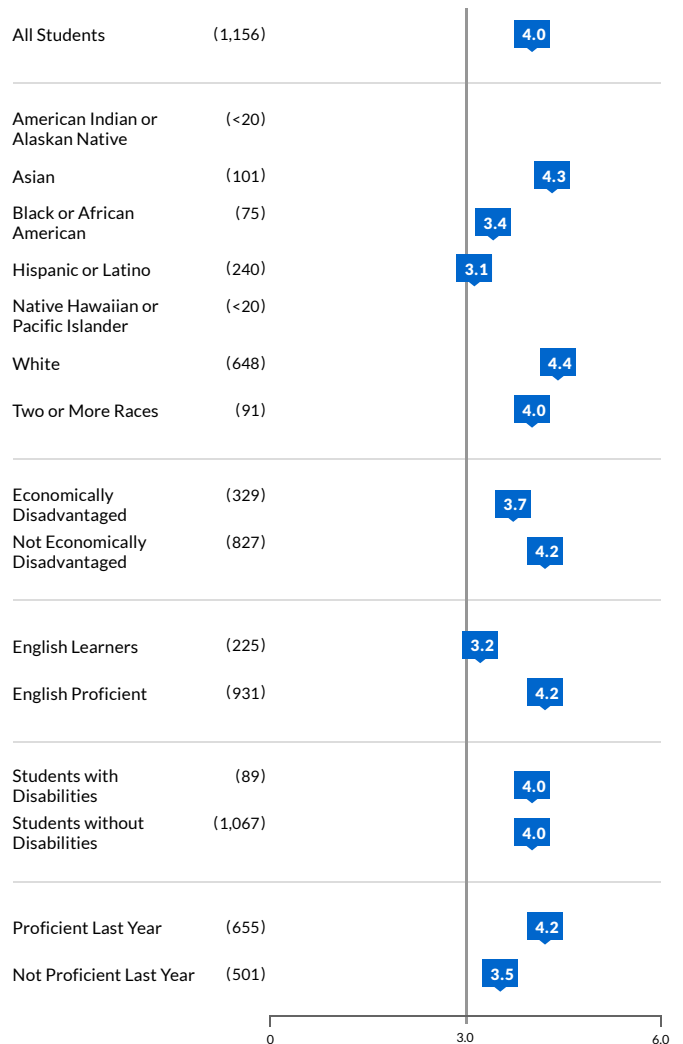 All Students (1,156) 4.0
American Indian or (<20)
Alaskan Native
Asian (101) 4.3
Black or African (75) 3.4
American
Hispanic or Latino (240) 3.1
Native Hawaiian or (<20)
Pacific Islander
White (648) 4.4
Two or More Races (91) 4.0
Economically (329) 3.7
Disadvantaged
Not Economically (827) 4.2
Disadvantaged
English Learners (225) 3.2
English Proficient (931) 4.2
Students with (89) 4.0
Disabilities
Students without (1,067) 4.0
Disabilities
Proficient Last Year (655) 4.2
Not Proficient Last Year (501) 3.5
0 3.0 6.0